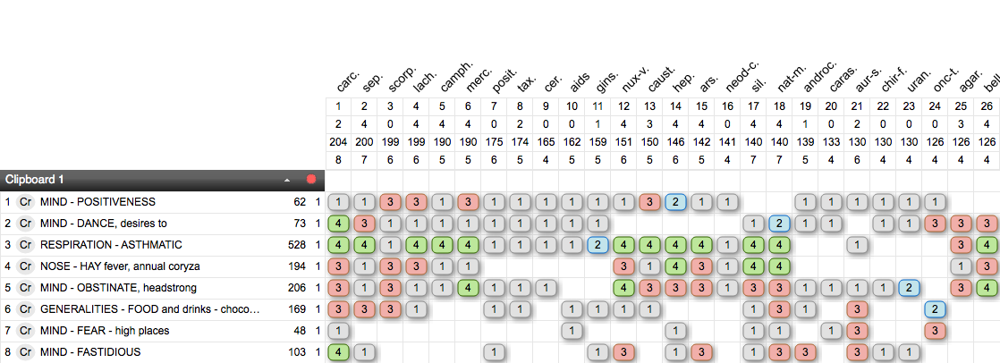 carc. sep. scorp. lach. camph. merc. posit. tax. cer. aids gins. nux-v. caust. hep. ars. neod-c. sil. nat-m. androc. caras. aur-s. chir-f. uran. onc-t. agar. bell
1 2 3 4 5 6 7 8 9 10 11 12 13 14 15 16 17 18 19 20 21 22 23 24 25 26
2 4 0 4 4 4 0 2 0 0 1 4 3 4 4 0 4 4 1 0 2 0 0 0 3 4
204 200 199 199 190 190 175 174 165 162 159 151 150 146 142 141 140 140 139 133 130 130 130 126 126 126
8 7 6 6 5 6 6 5 4 5 5 6 6 6 5 4 7 7 5 4 6 4 4 4 4 4
Clipboard 1
1 Cr MIND - POSITIVENESS 62 1 1 1 3 3 1 3 1 1 1 1 1 1 3 2 1 1 1 1 1 1 1 1
2 Cr MIND - DANCE, desires to 73 1 4 3 1 1 1 1 1 1 1 1 1 1 2 1 1 1 1 3 3 3
3 Cr RESPIRATION - ASTHMATIC 528 1 4 4 1 4 4 4 1 1 1 1 2 4 4 4 4 1 4 4 1 3 4
4 Cr NOSE - HAY fever, annual coryza 194 1 3 1 3 3 1 1 3 1 4 3 1 4 4 1 3
5 Cr MIND - OBSTINATE, headstrong 206 1 3 1 3 1 1 4 1 1 1 4 3 3 3 1 3 3 1 1 1 1 2 3 4
6 Cr GENERALITIES - FOOD and drinks - choco... 169 1 3 3 3 1 1 1 1 1 1 1 1 3 1 3 2
7 Cr MIND - FEAR - high places 48 1 1 1 1 1 1 1 3 3
8 Cr MIND - FASTIDIOUS 103 1 4 1 1 1 3 1 1 3 3 3 1 1